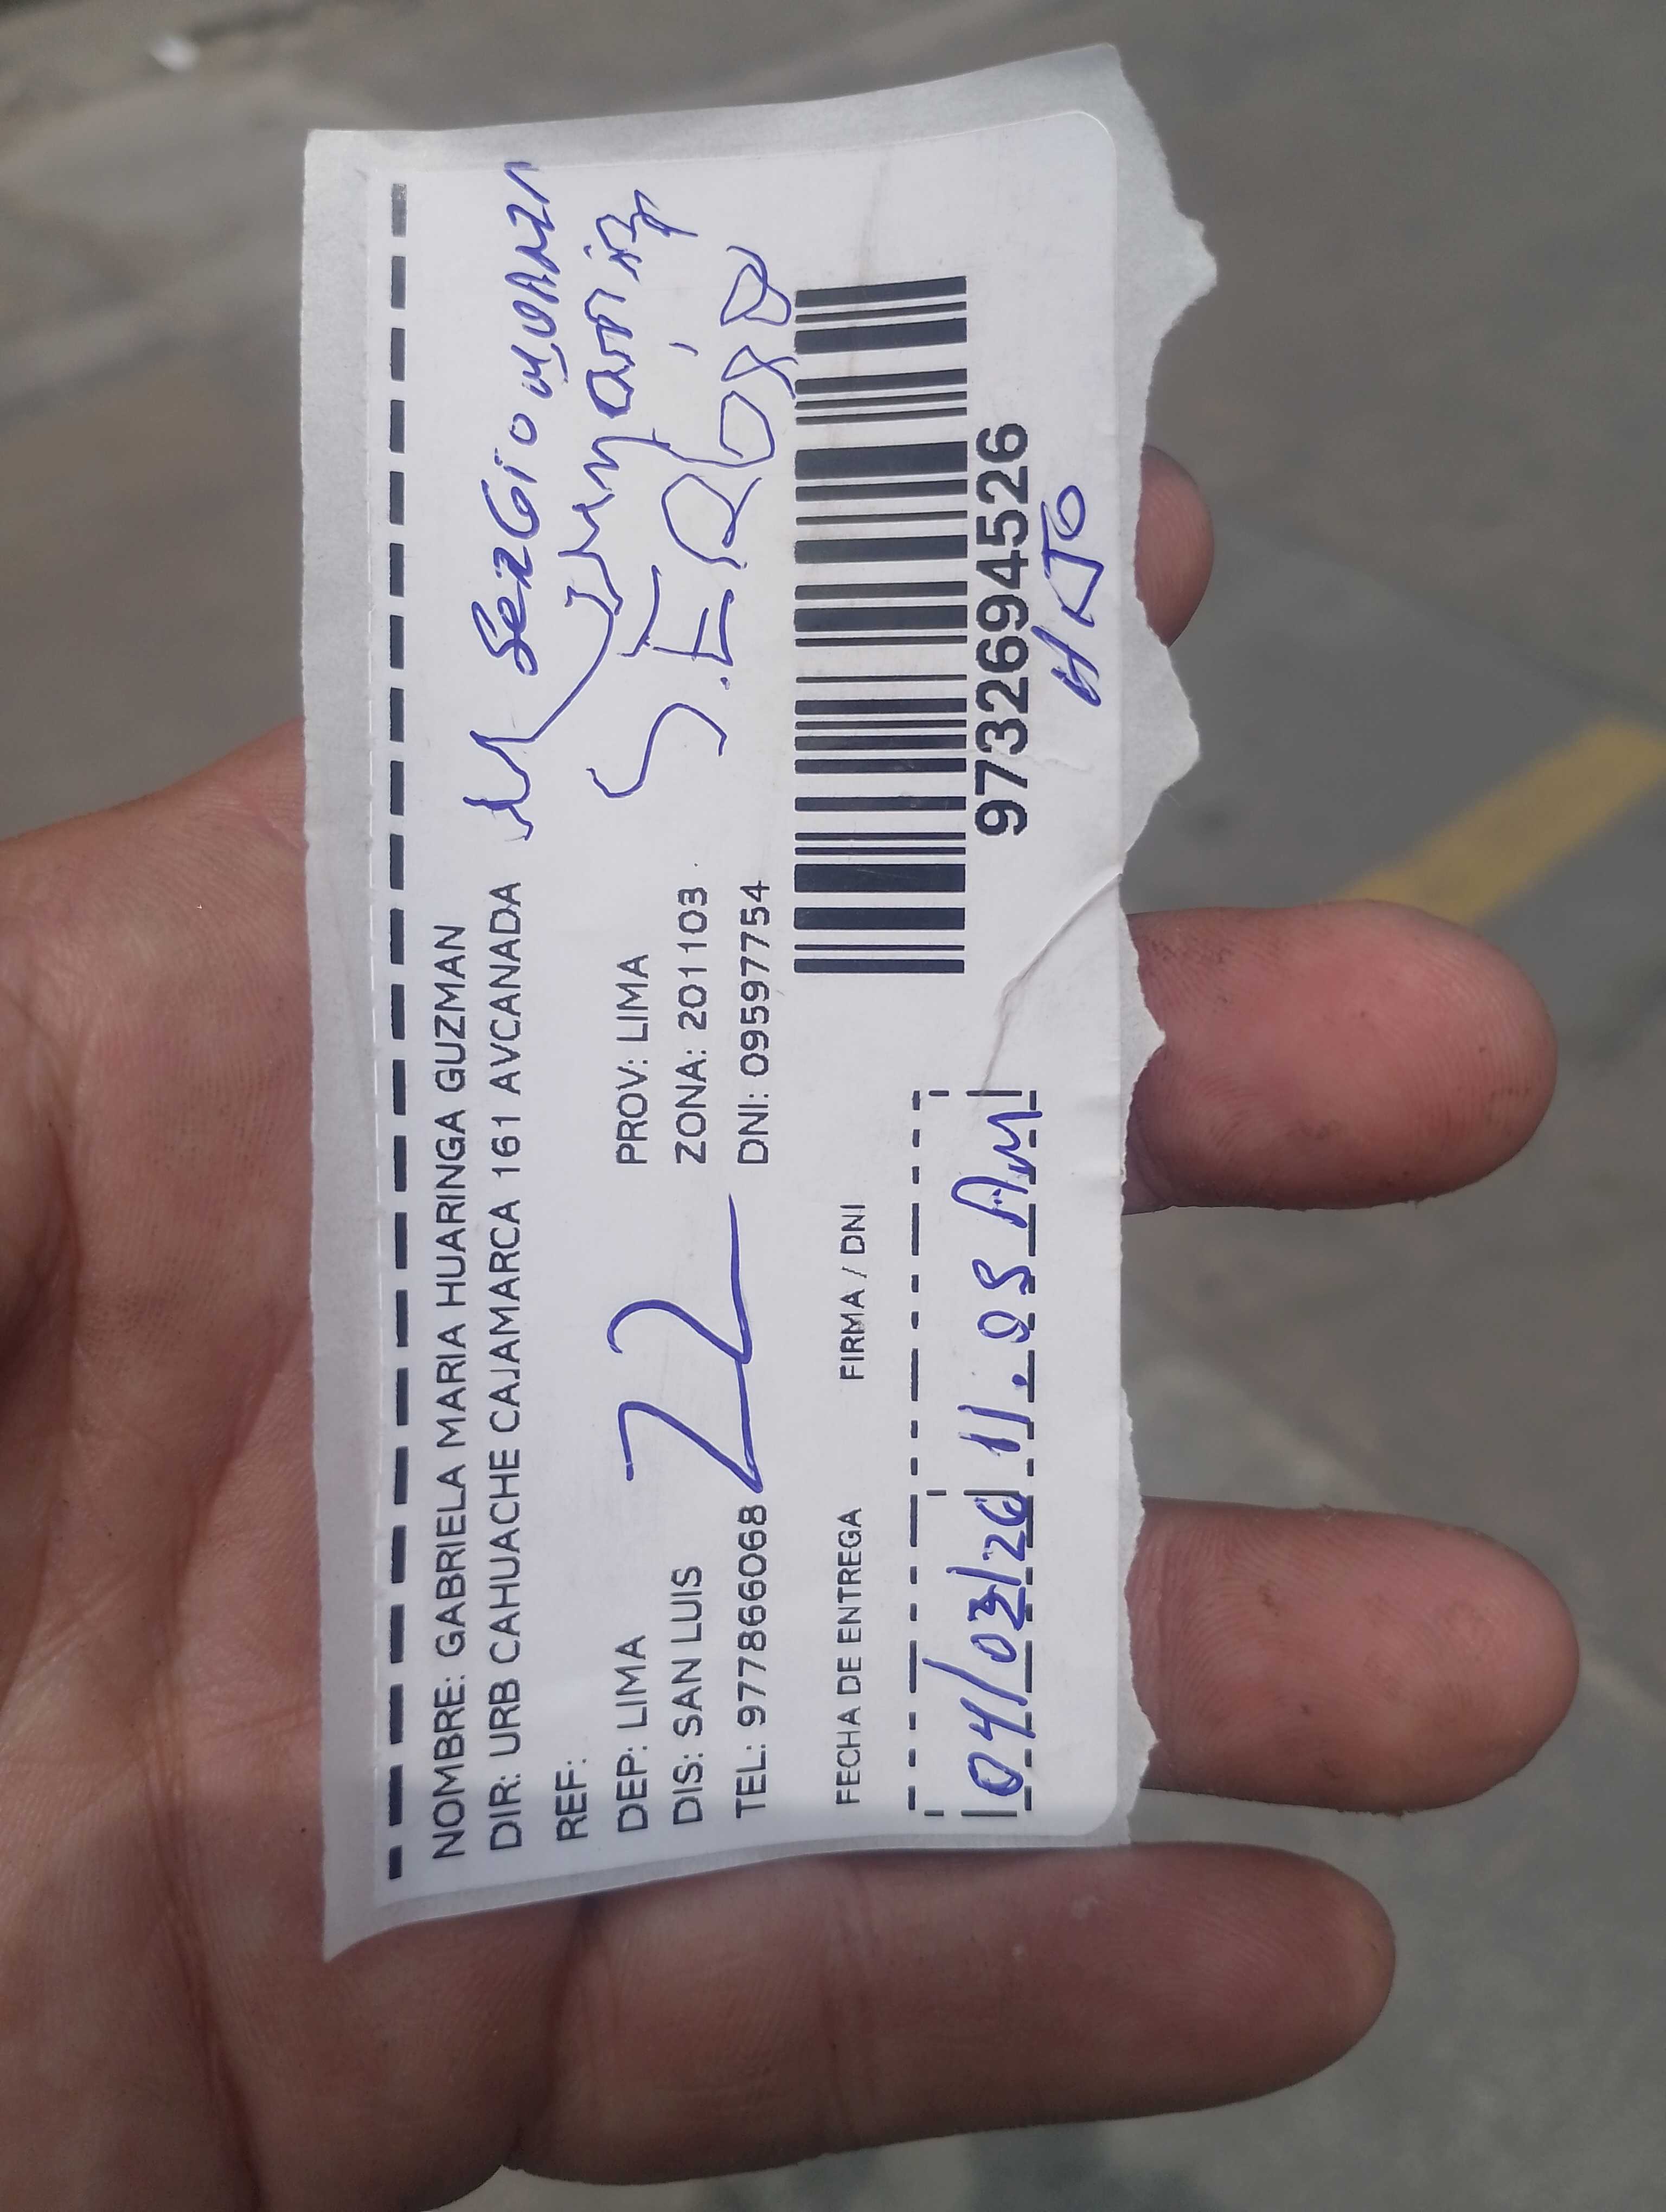 NOMBRE: GABRIELA MARIA HUARINGA GUZMAN
DIR: URB CAHUACHE CAJAMARCA 161 AVCANADA
REF:
DEP: LIMA PROV: LIMA
DIS: SAN LUIS ZONA: 201103
TEL: 977866068 DNI: 09597754
22
SERGio
FECHA DE ENTREGA FIRMA / DNI
9732694526
04/03/26 11.05 AM